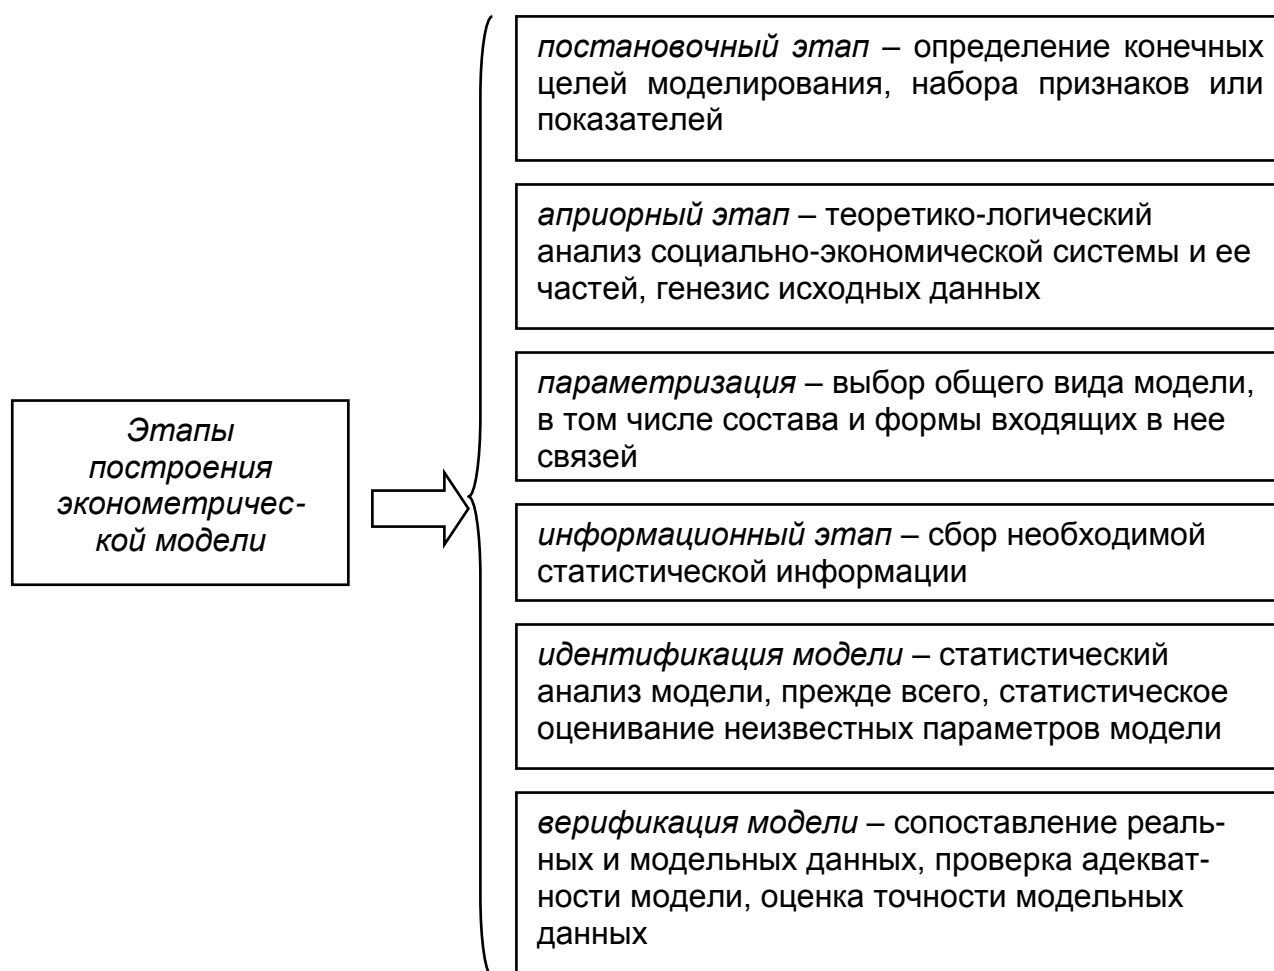 постановочный этап – определение конечных
целей моделирования, набора признаков или
показателей
априорный этап – теоретико-логический
анализ социально-экономической системы и ее
частей, генезис исходных данных
параметризация – выбор общего вида модели,
в том числе состава и формы входящих в нее
связей
Этапы
построения
эконометричес-
кой модели
информационный этап – сбор необходимой
статистической информации
идентификация модели – статистический
анализ модели, прежде всего, статистическое
оценивание неизвестных параметров модели
верификация модели – сопоставление реаль-
ных и модельных данных, проверка адекват-
ности модели, оценка точности модельных
данных